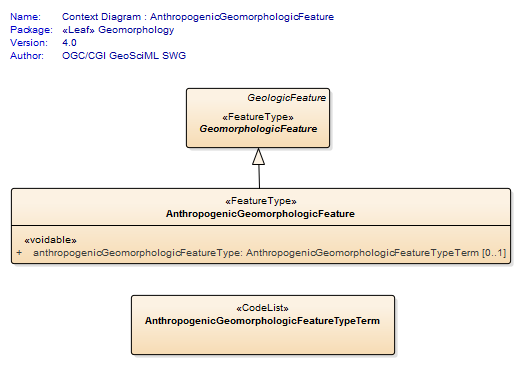 Name: Context Diagram : AnthropogenicGeomorphologicFeature
Package: «Leaf» Geomorphology
Version: 4.0
Author: OGC/CGI GeoSciML SWG
GeologicFeature
«FeatureType»
GeomorphologicFeature
«FeatureType»
AnthropogenicGeomorphologicFeature
«voidable»
+ anthropogenicGeomorphologicFeatureType: AnthropogenicGeomorphologicFeatureTypeTerm [0..1]
«CodeList»
AnthropogenicGeomorphologicFeatureTypeTerm